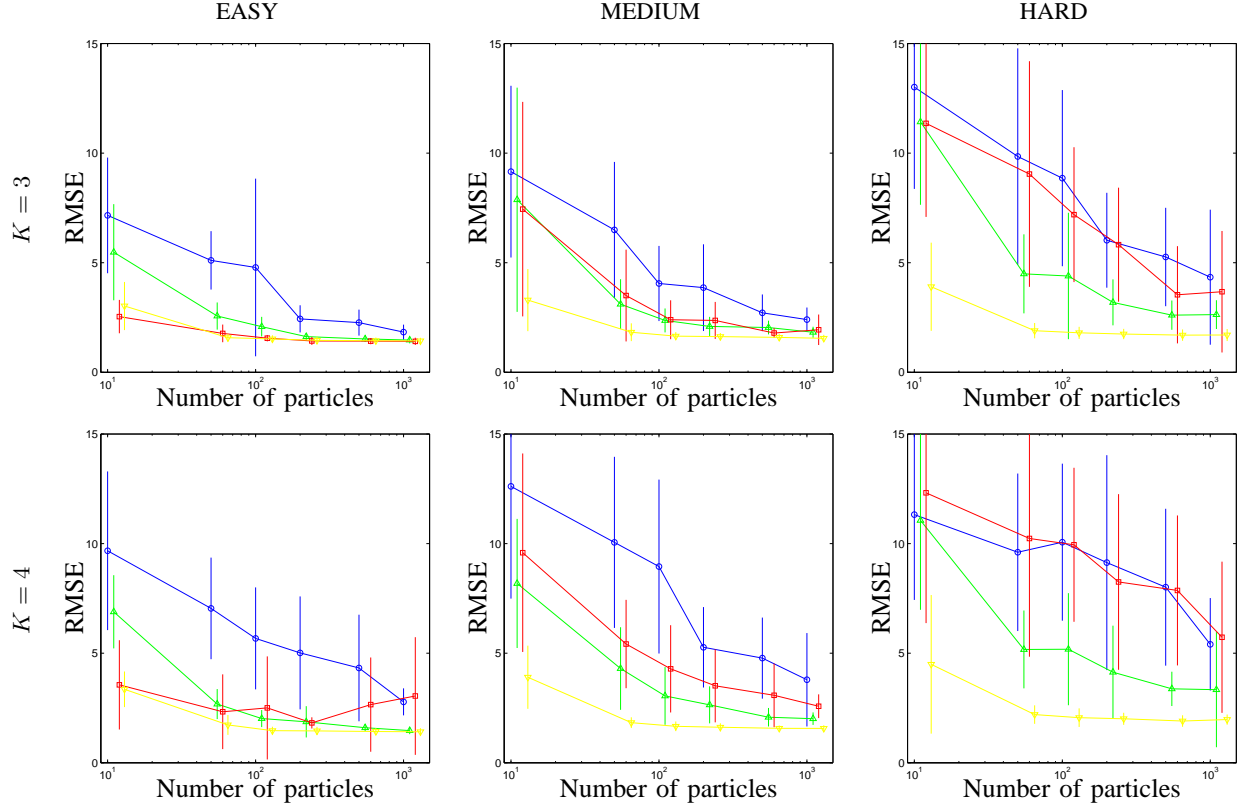 EASY MEDIUM HARD
15 15 15
10 10 10
K = 3 RMSE RMSE RMSE
5 5 5
0 0 0
10^1 10^2 10^3 10^1 10^2 10^3 10^1 10^2 10^3
Number of particles Number of particles Number of particles
15 15 15
10 10 10
K = 4 RMSE RMSE RMSE
5 5 5
0 0 0
10^1 10^2 10^3 10^1 10^2 10^3 10^1 10^2 10^3
Number of particles Number of particles Number of particles